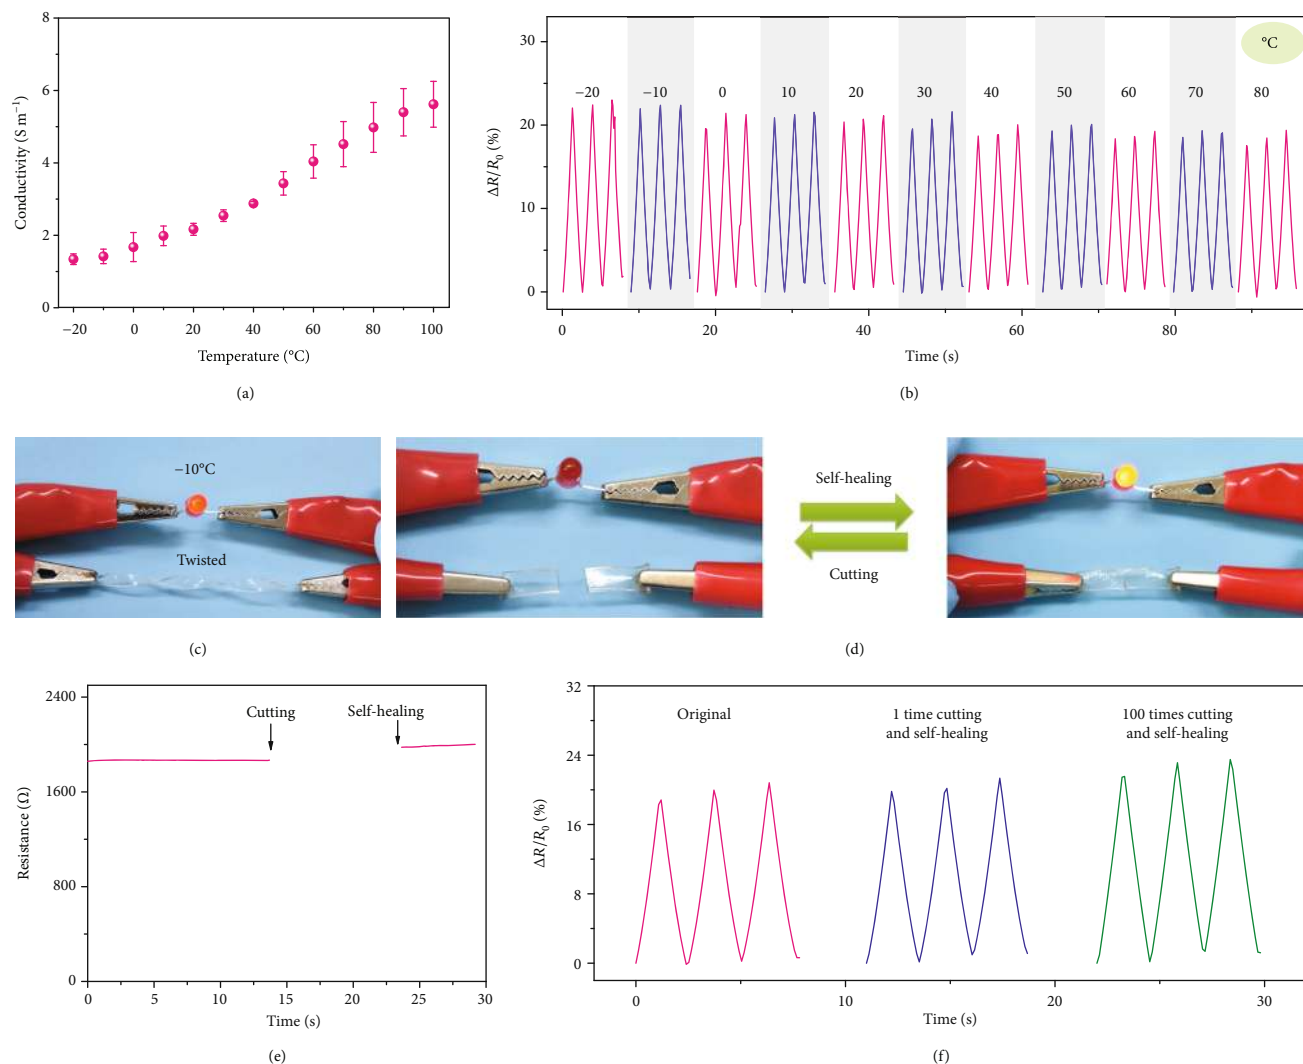 8
6
4
2
0
Conductivity (S m⁻¹)
−20
0
20
40
60
80
100
Temperature (°C)
(a)
30
20
10
0
ΔR/R₀ (%)
°C
−20
−10
0
10
20
30
40
50
60
70
80
0
20
40
60
80
Time (s)
(b)
−10°C
Twisted
(c)
Self-healing
Cutting
(d)
2400
1600
800
0
Resistance (Ω)
Cutting
Self-healing
0
5
10
15
20
25
30
Time (s)
(e)
32
24
16
8
0
ΔR/R₀ (%)
Original
1 time cutting
and self-healing
100 times cutting
and self-healing
0
10
20
30
Time (s)
(f)